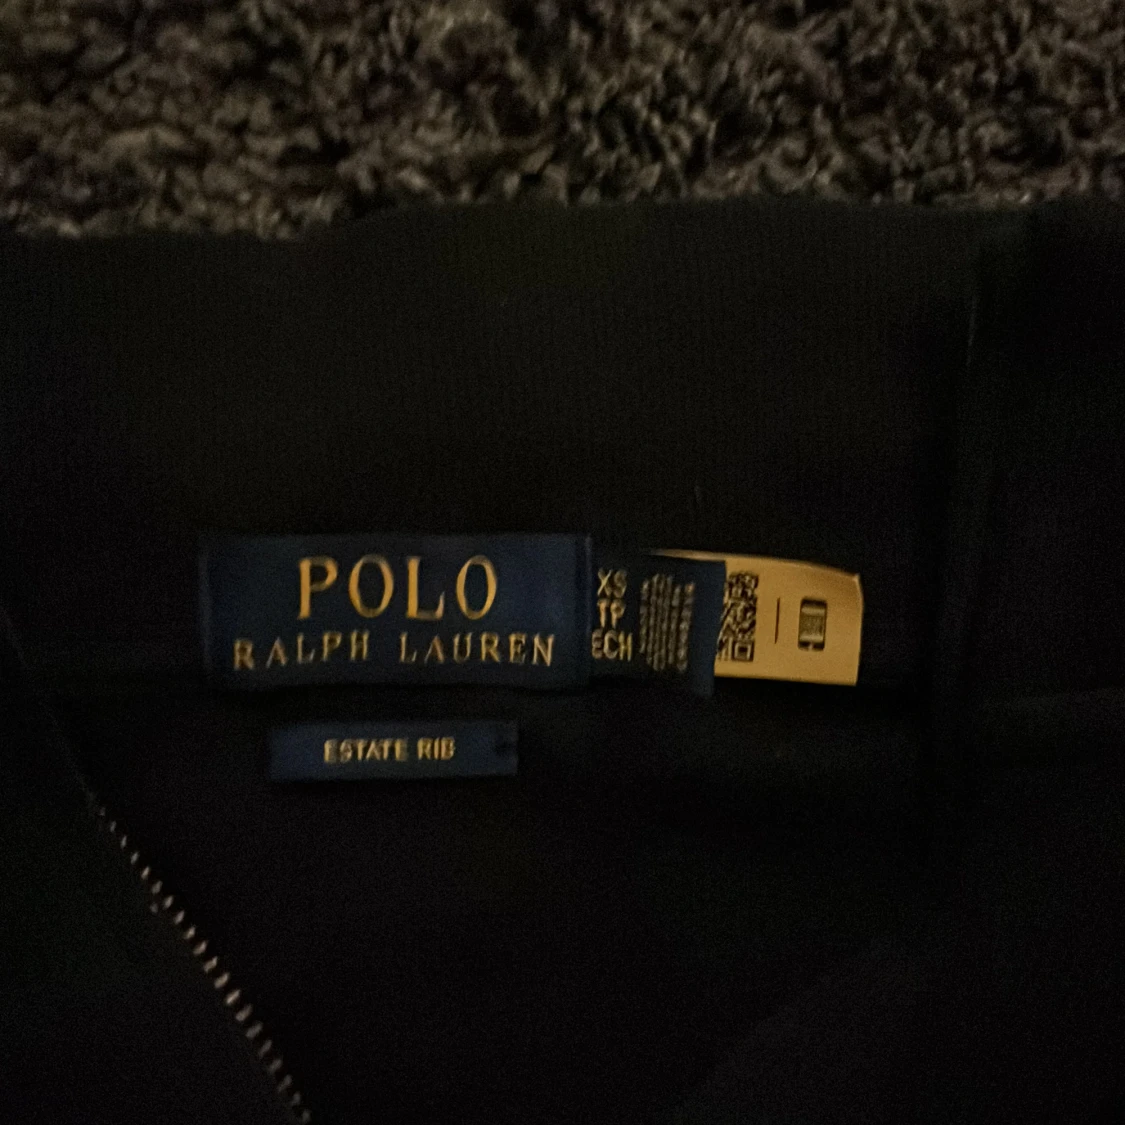 POLO
RALPH LAUREN
XS
TP
ECH
ESTATE RIB